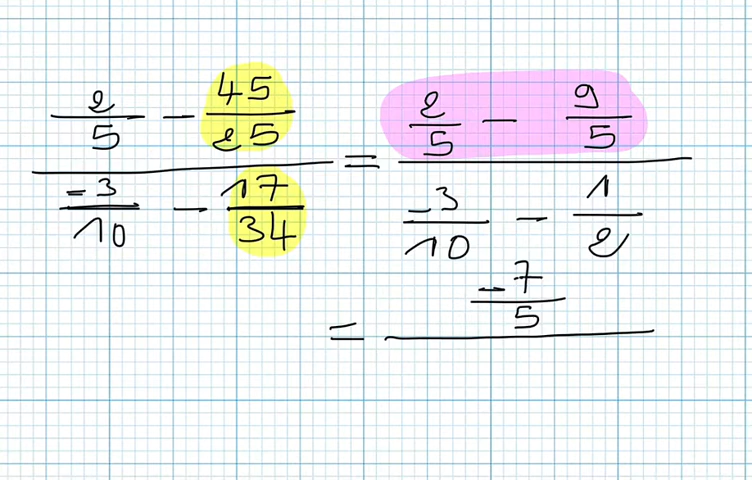 2/5 - 45/25 = 2/5 - 9/5
-3/10 - 17/34   -3/10 - 1/2
= -7/5